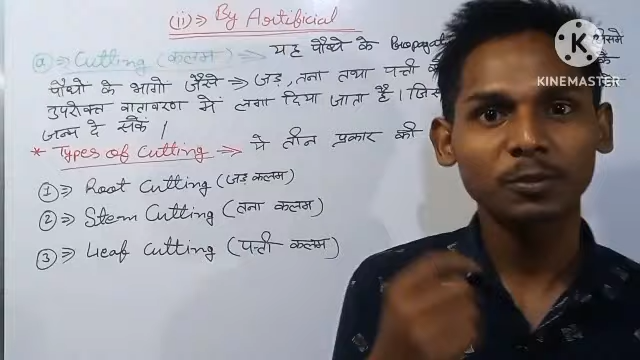 (ii) ⇒ By Artificial
(a) ⇒ Cutting (कलम) ⇒ यह पौधो के
पौधो के भागो जैसे ⇒ जड़, तना तथा पत्ती
उपरोक्त वातावरण में लगा दिया जाता है।
जन्म दे सकें।
* Types of Cutting ⇒ ये तीन प्रकार की
① ⇒ Root Cutting (जड़ कलम)
② ⇒ Stem Cutting (तना कलम)
③ ⇒ Leaf Cutting (पत्ती कलम)
K
KINEMASTER